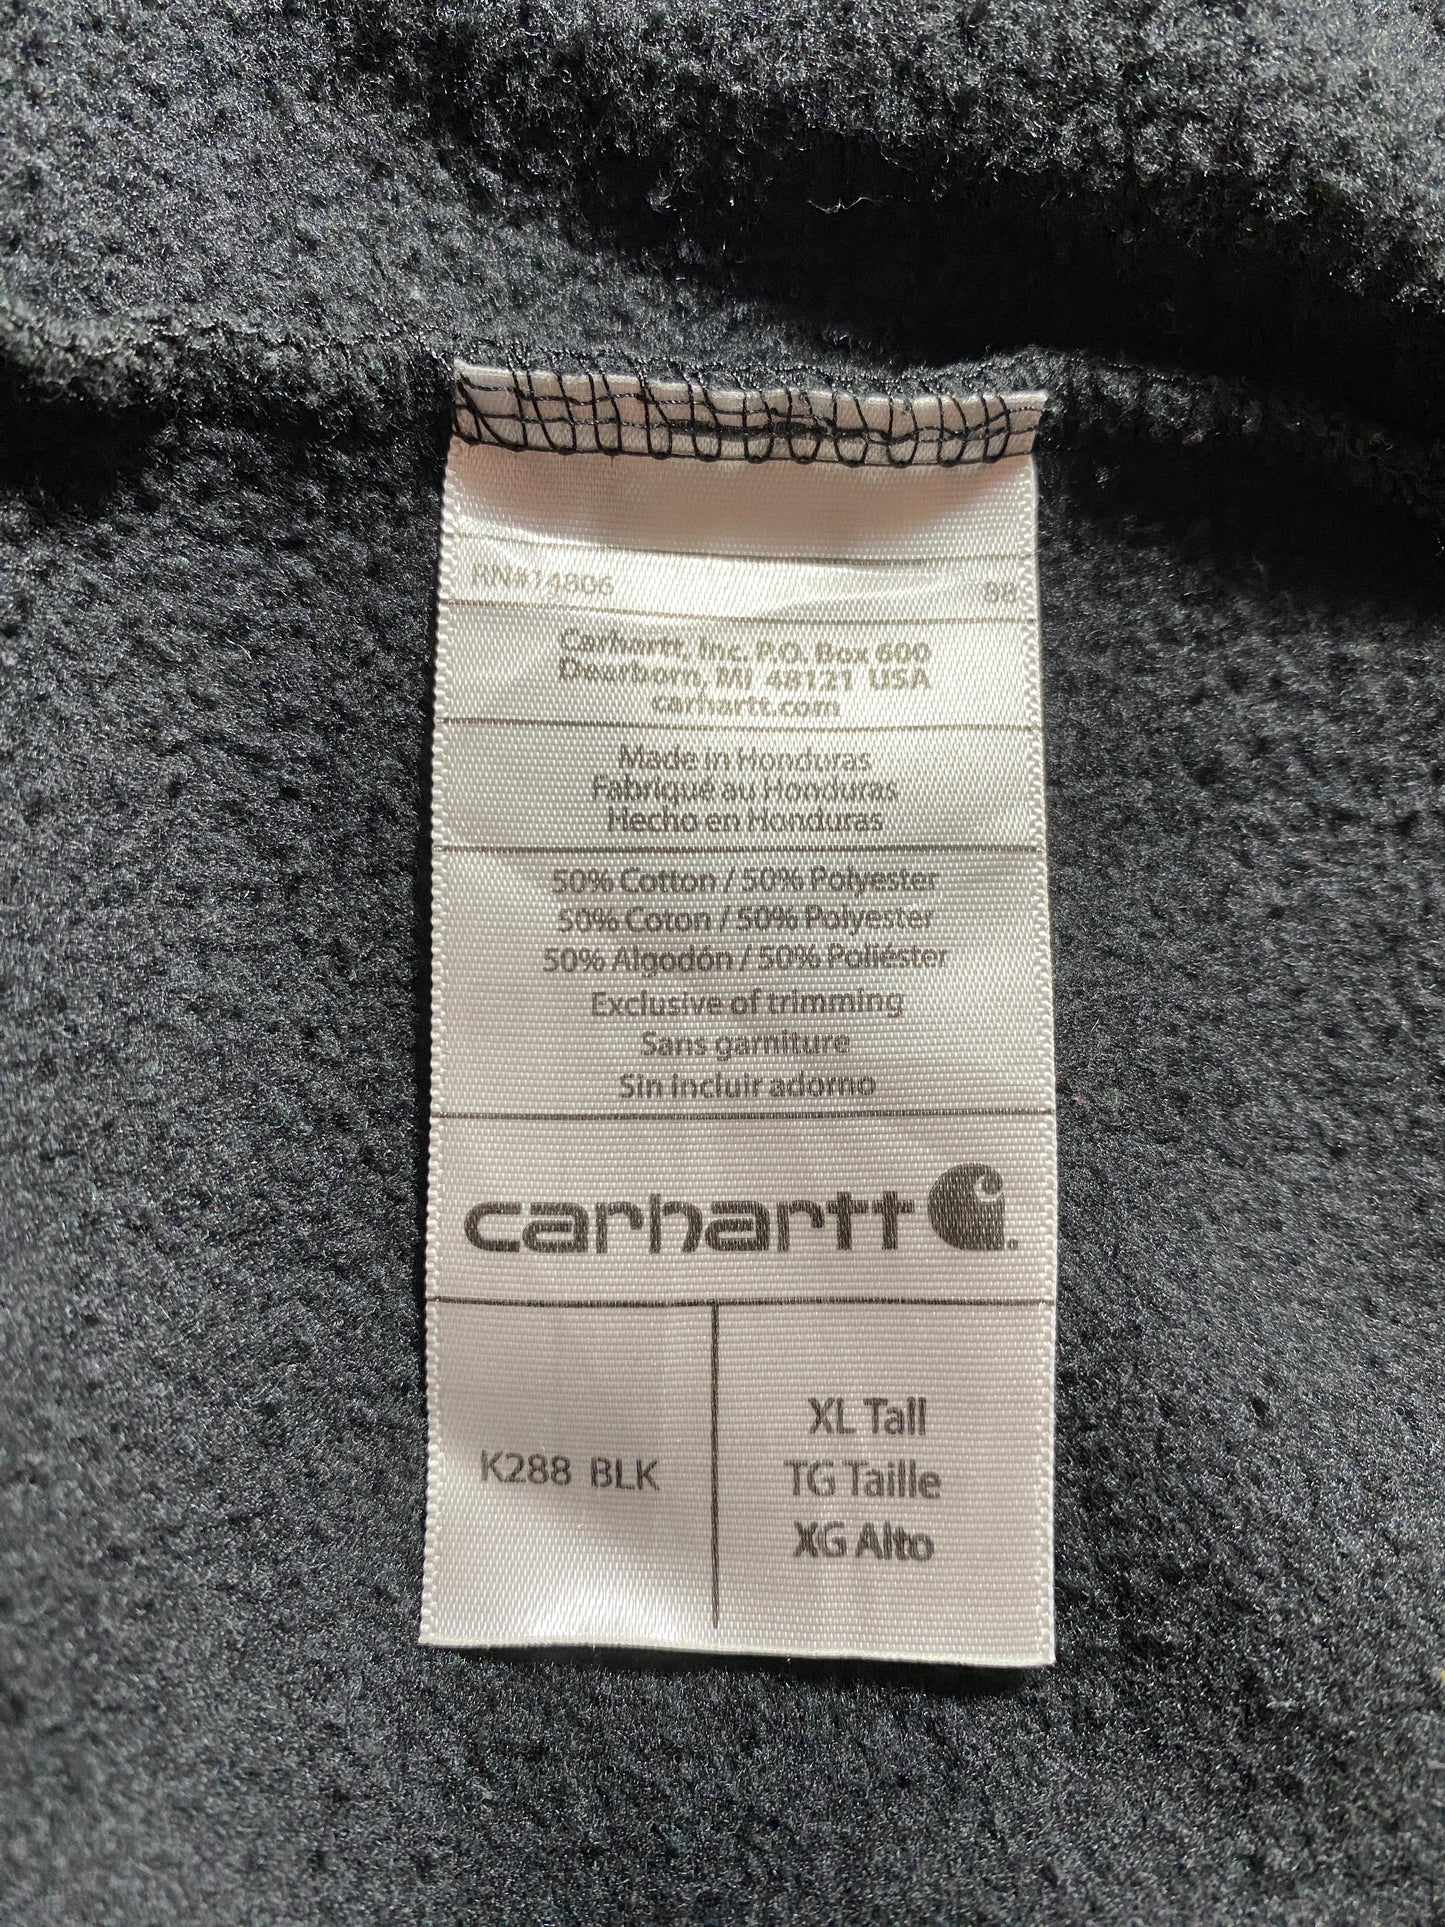 RN#14806 88
Carhartt, Inc. P.O. Box 600
Dearborn, MI 48121 USA
carhartt.com
Made in Honduras
Fabriqué au Honduras
Hecho en Honduras
50% Cotton / 50% Polyester
50% Coton / 50% Polyester
50% Algodón / 50% Poliéster
Exclusive of trimming
Sans garniture
Sin incluir adorno
carhartt
K288 BLK
XL Tall
TG Taille
XG Alto